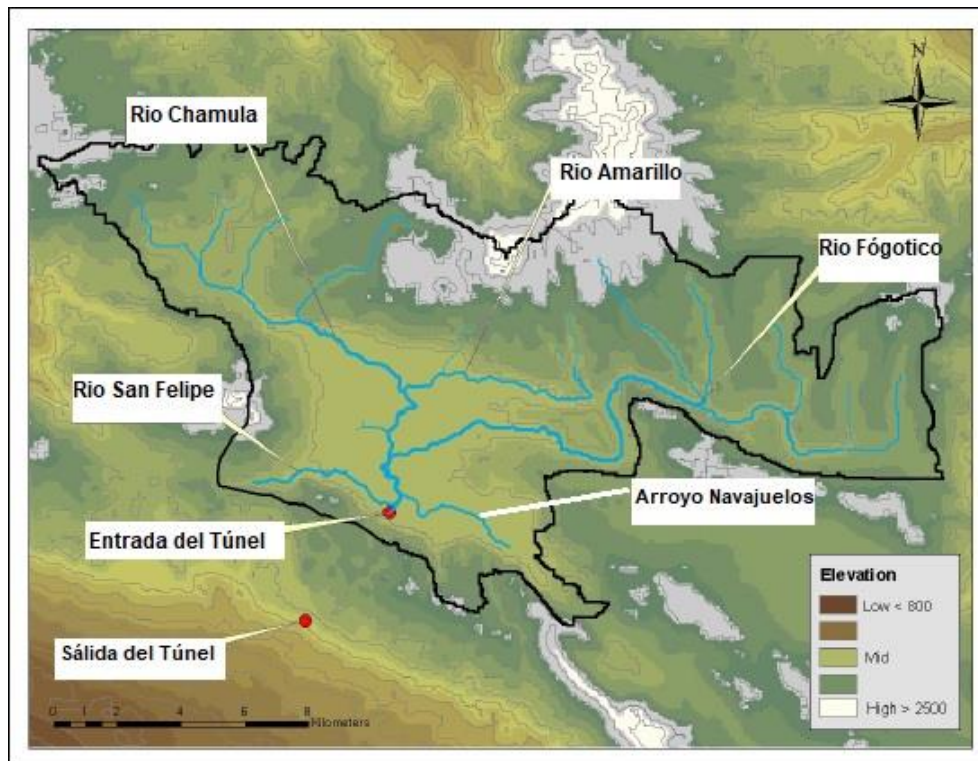 N
Rio Chamula
Rio Amarillo
Rio Fógotico
Rio San Felipe
Arroyo Navajuelos
Entrada del Túnel
Sálida del Túnel
Elevation
Low < 800
Mid
High > 2500
0 1 2 4 6 8
Kilometers